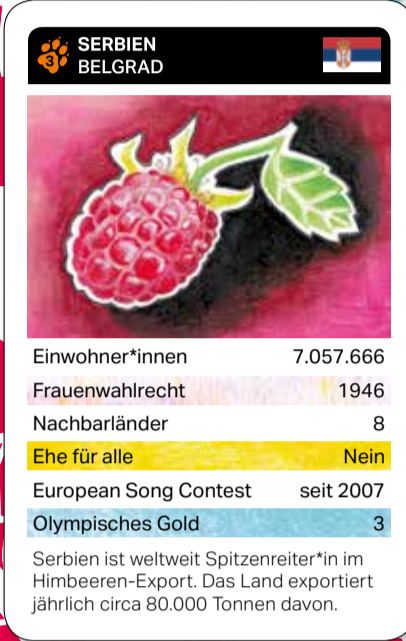 3
SERBIEN
BELGRAD
Einwohner*innen 7.057.666
Frauenwahlrecht 1946
Nachbarländer 8
Ehe für alle Nein
European Song Contest seit 2007
Olympisches Gold 3
Serbien ist weltweit Spitzenreiter*in im
Himbeeren-Export. Das Land exportiert
jährlich circa 80.000 Tonnen davon.